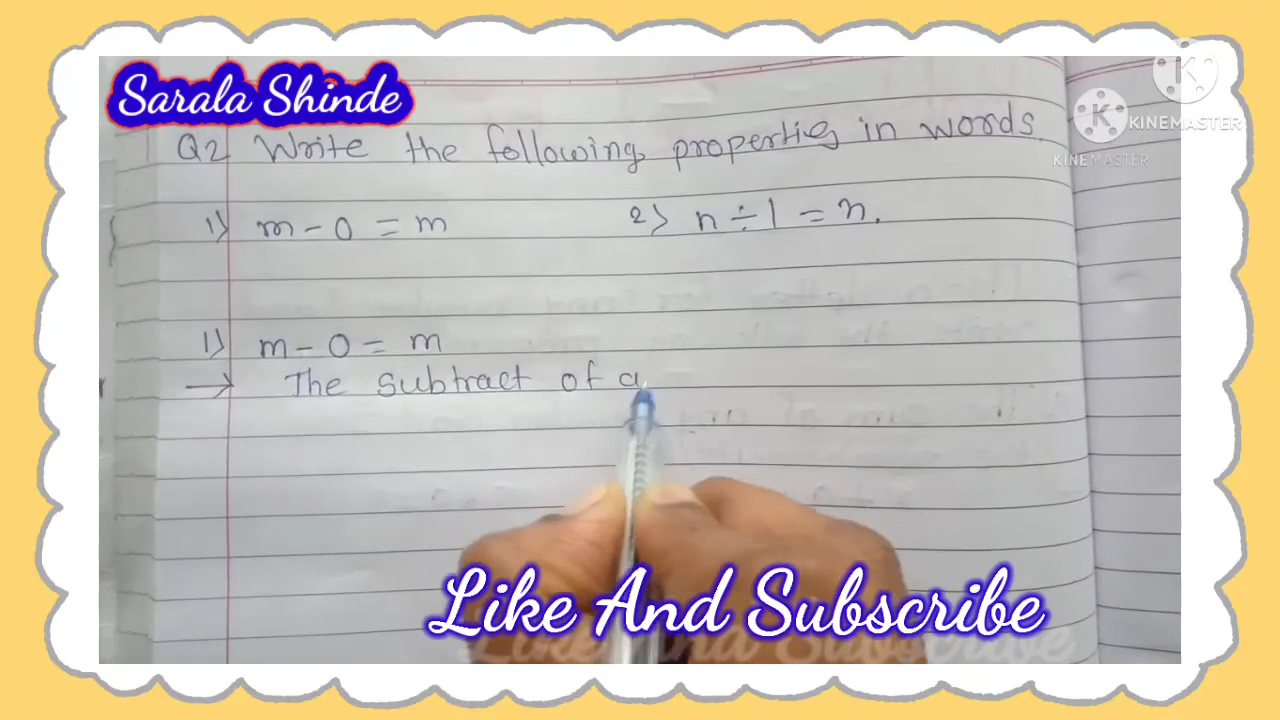 Sarala Shinde
KINEMASTER
KINEMASTER
Q2 Write the following properties in words
1) m - 0 = m 2) n ÷ 1 = n.
1) m - 0 = m
→ The subtract of a
Like And Subscribe